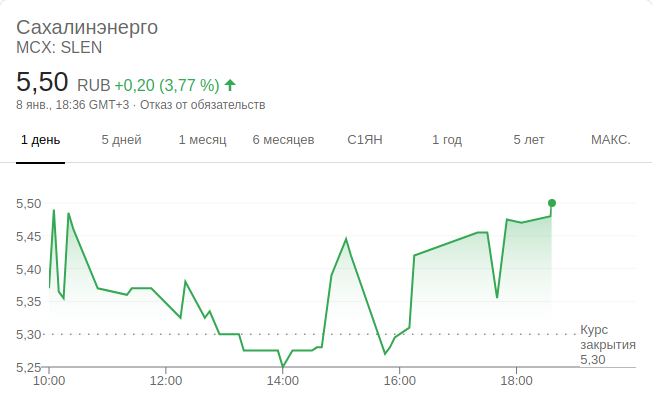 Сахалинэнерго
MCX: SLEN
5,50 RUB +0,20 (3,77 %)
8 янв., 18:36 GMT+3 · Отказ от обязательств
1 день 5 дней 1 месяц 6 месяцев С1ЯН 1 год 5 лет МАКС.
5,50
5,45
5,40
5,35
5,30
Курс
закрытия
5,30
5,25
10:00 12:00 14:00 16:00 18:00